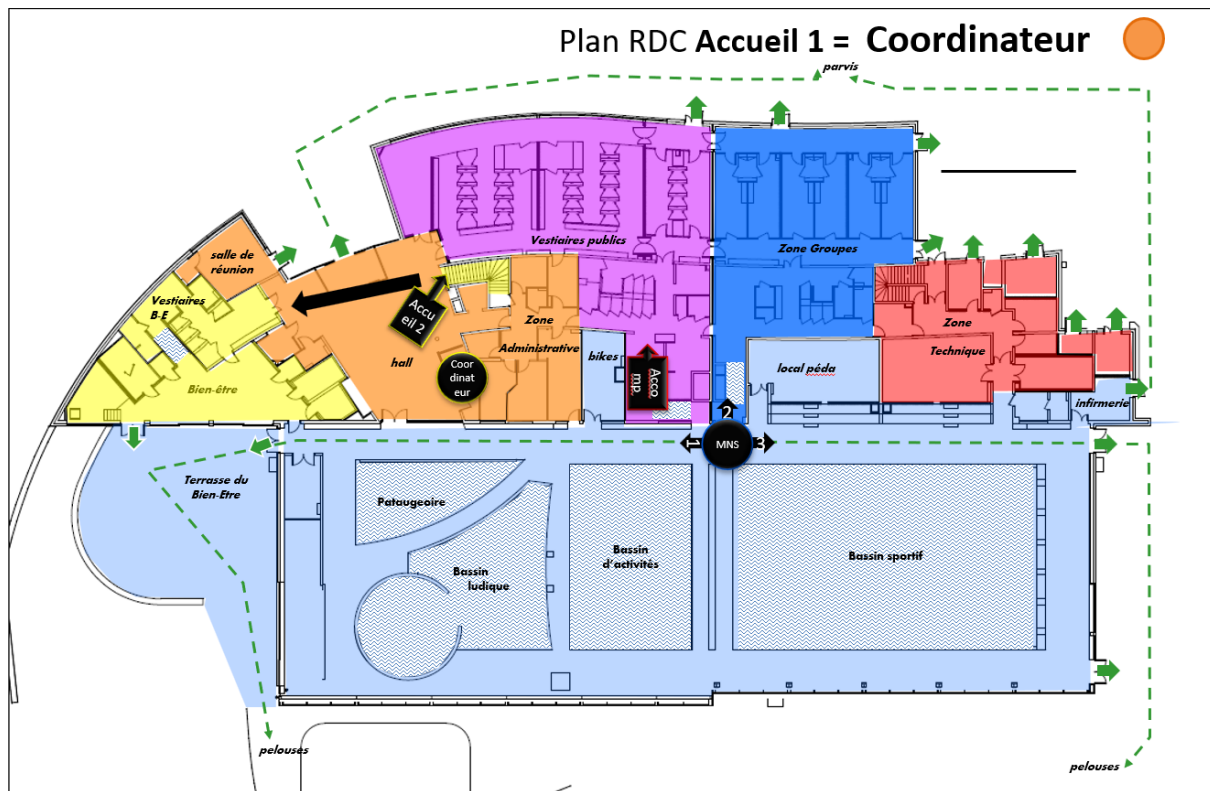 Plan RDC Accueil 1 = Coordinateur
parvis
salle de
réunion
Vestiaires publics
Zone Groupes
Vestiaires
B-E
Accu
eil 2
Zone
Administrative
Zone
Technique
hall
Coor
dinat
eur
bikes
Acco
mp.
local péda
Bien-être
infirmerie
2
1
MNS
3
Terrasse du
Bien-Etre
Pataugeoire
Bassin
d'activités
Bassin sportif
Bassin
ludique
pelouses
pelouses